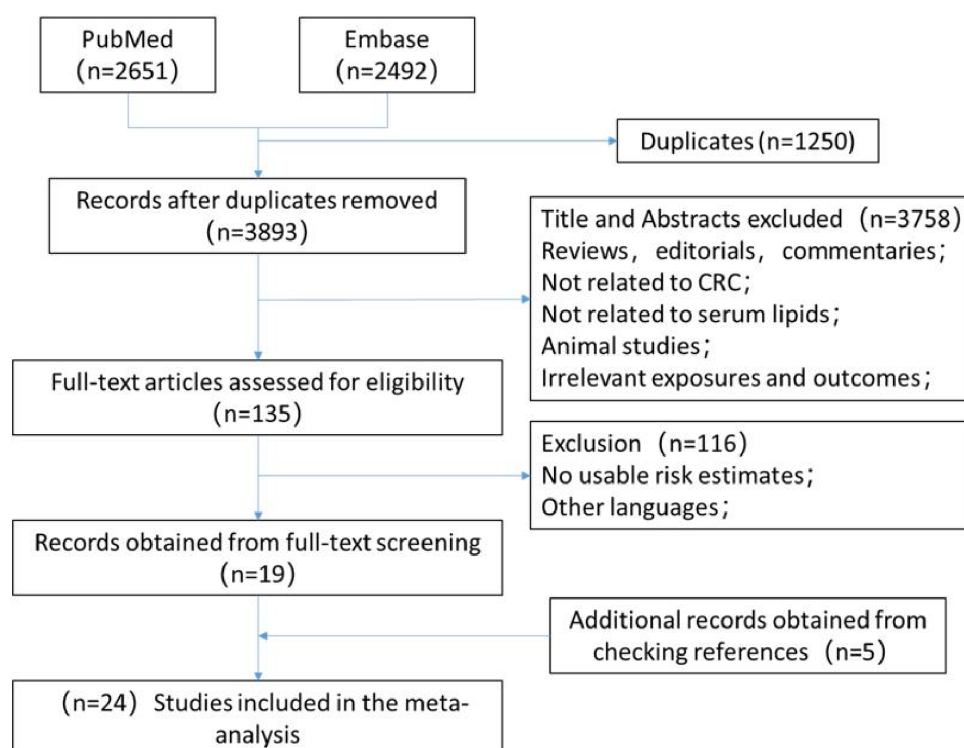 PubMed
(n=2651)
Embase
(n=2492)
Duplicates (n=1250)
Records after duplicates removed
(n=3893)
Title and Abstracts excluded (n=3758)
Reviews, editorials, commentaries;
Not related to CRC;
Not related to serum lipids;
Animal studies;
Irrelevant exposures and outcomes;
Full-text articles assessed for eligibility
(n=135)
Exclusion (n=116)
No usable risk estimates;
Other languages;
Records obtained from full-text screening
(n=19)
Additional records obtained from
checking references (n=5)
(n=24) Studies included in the meta-
analysis